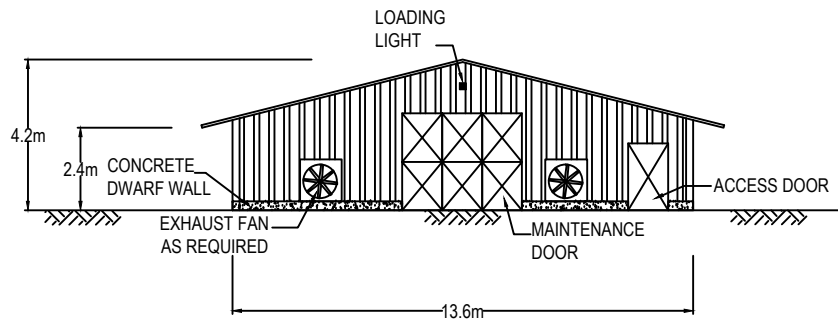 LOADING
LIGHT
4.2m
2.4m
CONCRETE
DWARF WALL
ACCESS DOOR
EXHAUST FAN
AS REQUIRED
MAINTENANCE
DOOR
13.6m